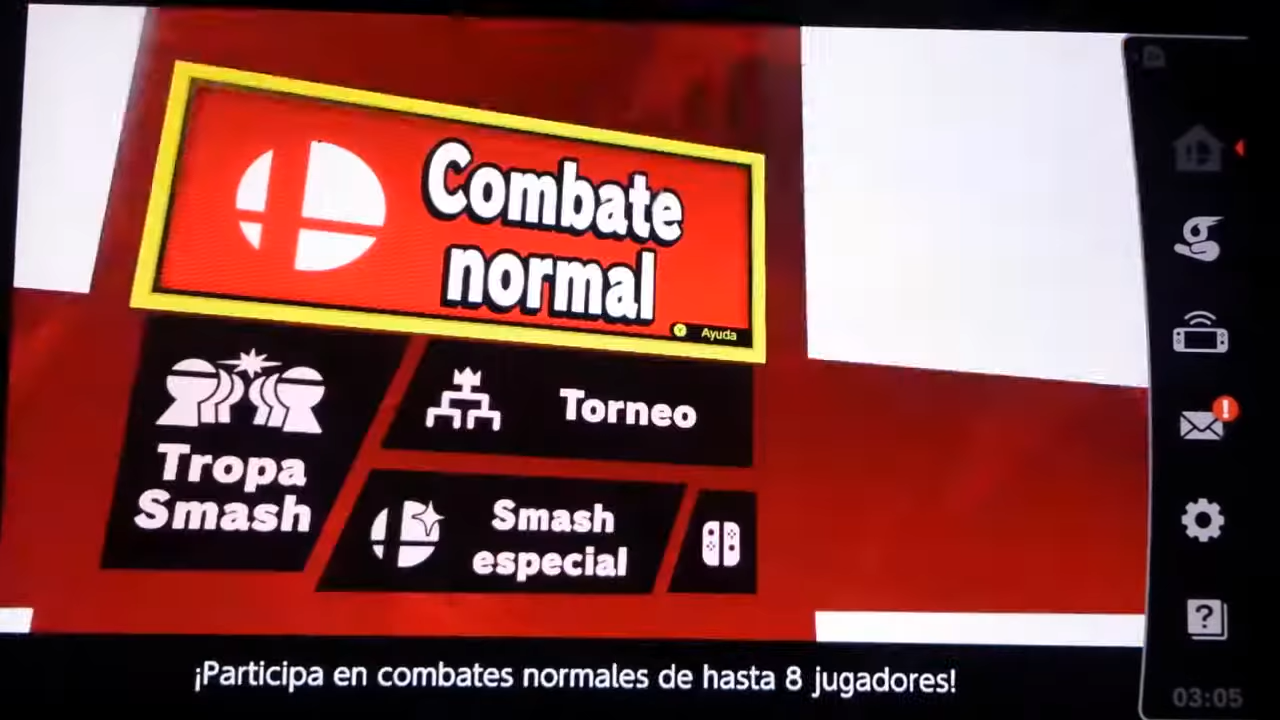 Combate
normal
Ayuda
Tropa
Smash
Torneo
Smash
especial
¡Participa en combates normales de hasta 8 jugadores!
03:05